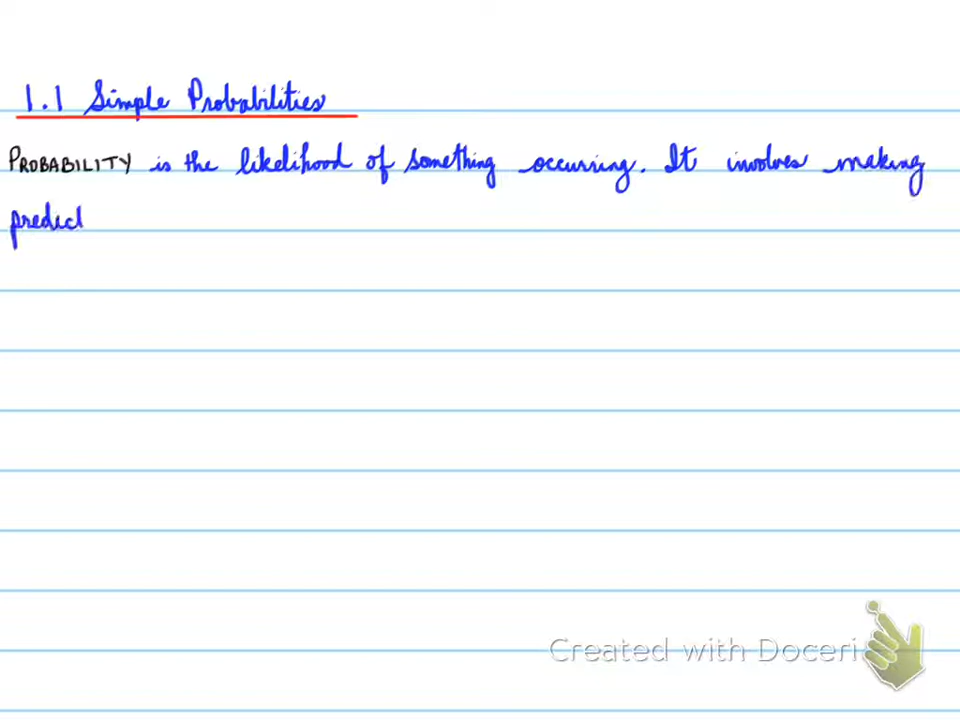 1.1 Simple Probabilities
PROBABILITY is the likelihood of something occurring. It involves making
predict
Created with Doceri